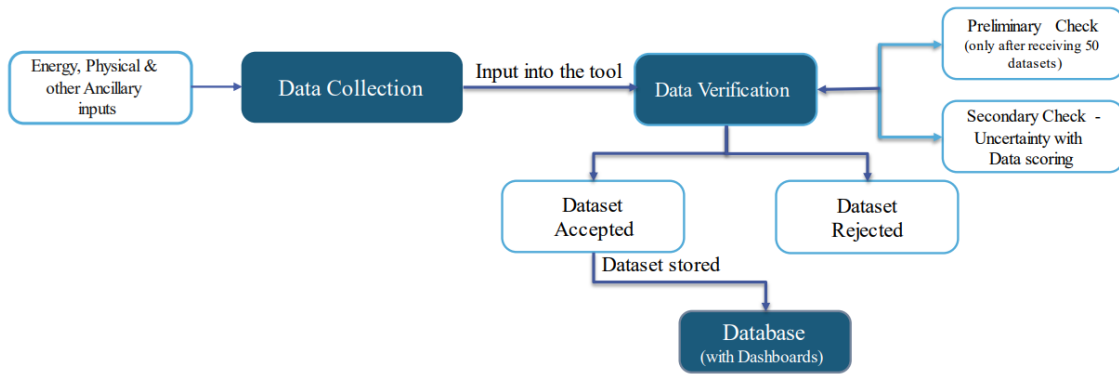 Energy, Physical &
other Ancillary
inputs
Data Collection
Input into the tool
Data Verification
Preliminary Check
(only after receiving 50
datasets)
Secondary Check -
Uncertainty with
Data scoring
Dataset
Accepted
Dataset
Rejected
Dataset stored
Database
(with Dashboards)